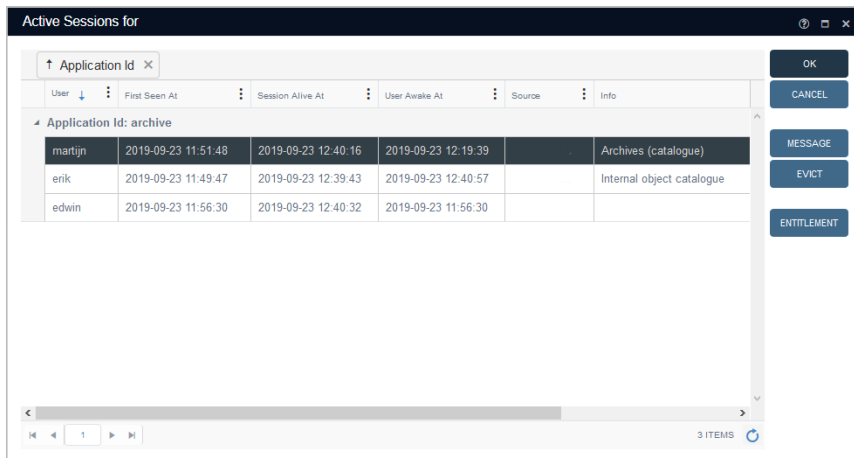 Active Sessions for
Application Id
OK
User First Seen At Session Alive At User Awake At Source Info
CANCEL
Application Id: archive
martijn 2019-09-23 11:51:48 2019-09-23 12:40:16 2019-09-23 12:19:39 Archives (catalogue)
MESSAGE
erik 2019-09-23 11:49:47 2019-09-23 12:39:43 2019-09-23 12:40:57 Internal object catalogue
EVICT
edwin 2019-09-23 11:56:30 2019-09-23 12:40:32 2019-09-23 11:56:30
ENTITLEMENT
1
3 ITEMS